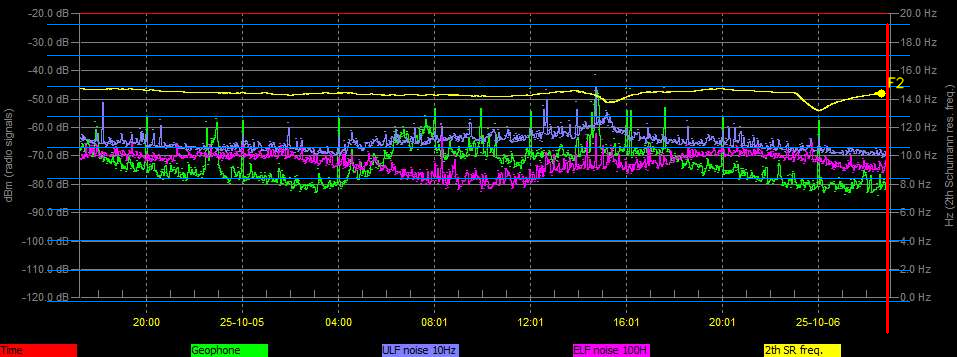 -20.0 dB 20.0 Hz
-30.0 dB 18.0 Hz
-40.0 dB 16.0 Hz
F2
-50.0 dB 14.0 Hz
-60.0 dB 12.0 Hz
-70.0 dB 10.0 Hz
-80.0 dB 8.0 Hz
-90.0 dB 6.0 Hz
-100.0 dB 4.0 Hz
-110.0 dB 2.0 Hz
-120.0 dB 0.0 Hz
dBm (radio signals)
Hz (2th Schumann res. freq.)
20:00 25-10-05 04:00 08:01 12:01 16:01 20:01 25-10-06
Time Geophone ULF noise 10Hz ELF noise 100H 2th SR freq.